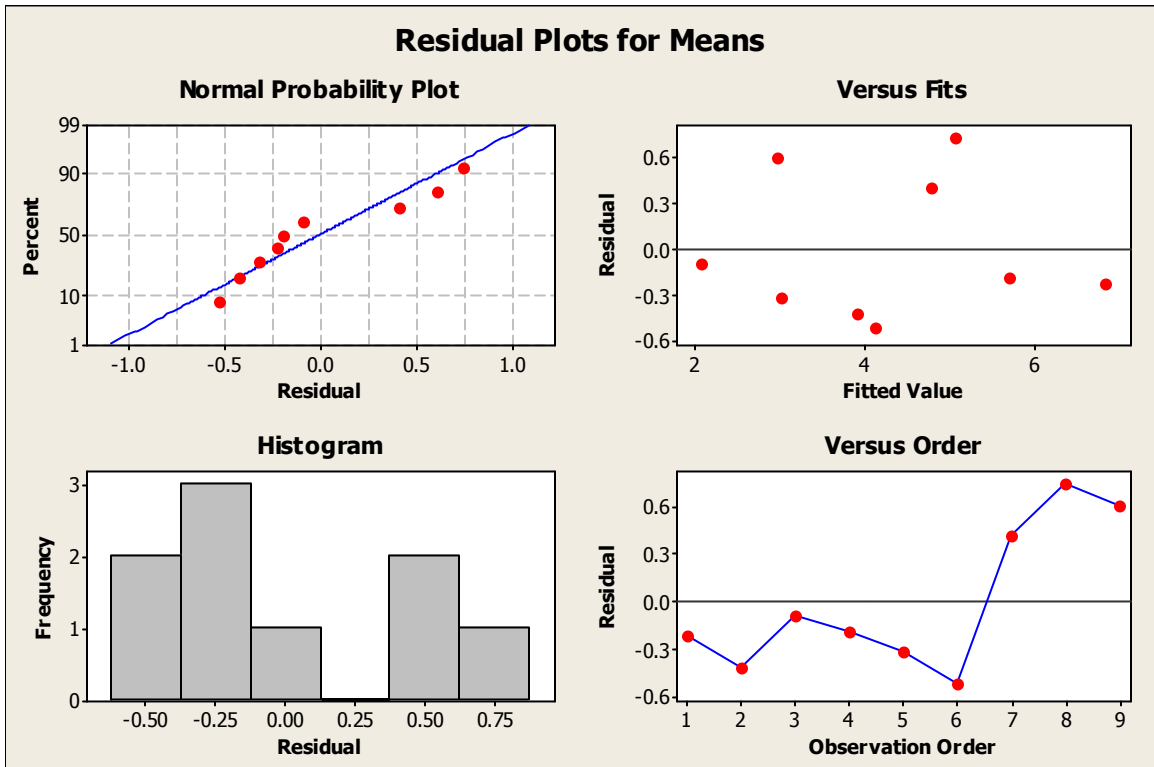 Residual Plots for Means
Normal Probability Plot
Percent
99
90
50
10
1
-1.0 -0.5 0.0 0.5 1.0
Residual
Versus Fits
Residual
0.6
0.3
0.0
-0.3
-0.6
2 4 6
Fitted Value
Histogram
Frequency
3
2
1
0
-0.50 -0.25 0.00 0.25 0.50 0.75
Residual
Versus Order
Residual
0.6
0.3
0.0
-0.3
-0.6
1 2 3 4 5 6 7 8 9
Observation Order